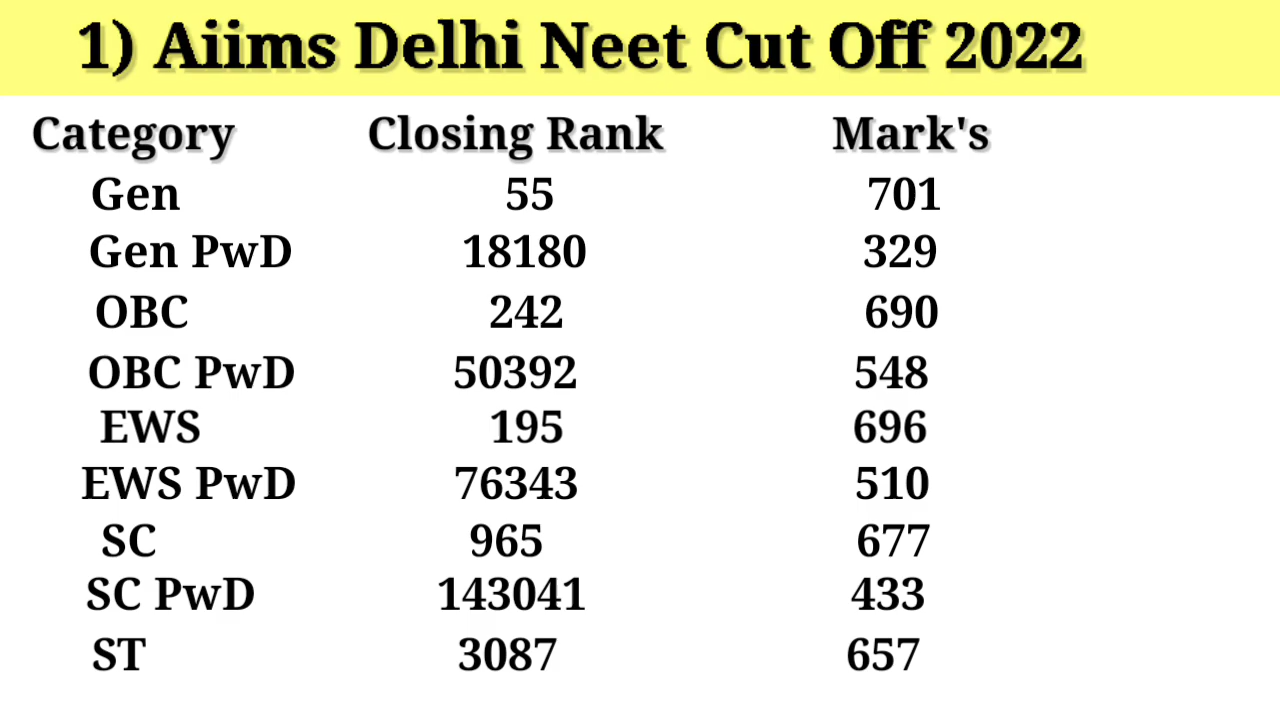 1) Aiims Delhi Neet Cut Off 2022
Category Closing Rank Mark's
Gen 55 701
Gen PwD 18180 329
OBC 242 690
OBC PwD 50392 548
EWS 195 696
EWS PwD 76343 510
SC 965 677
SC PwD 143041 433
ST 3087 657